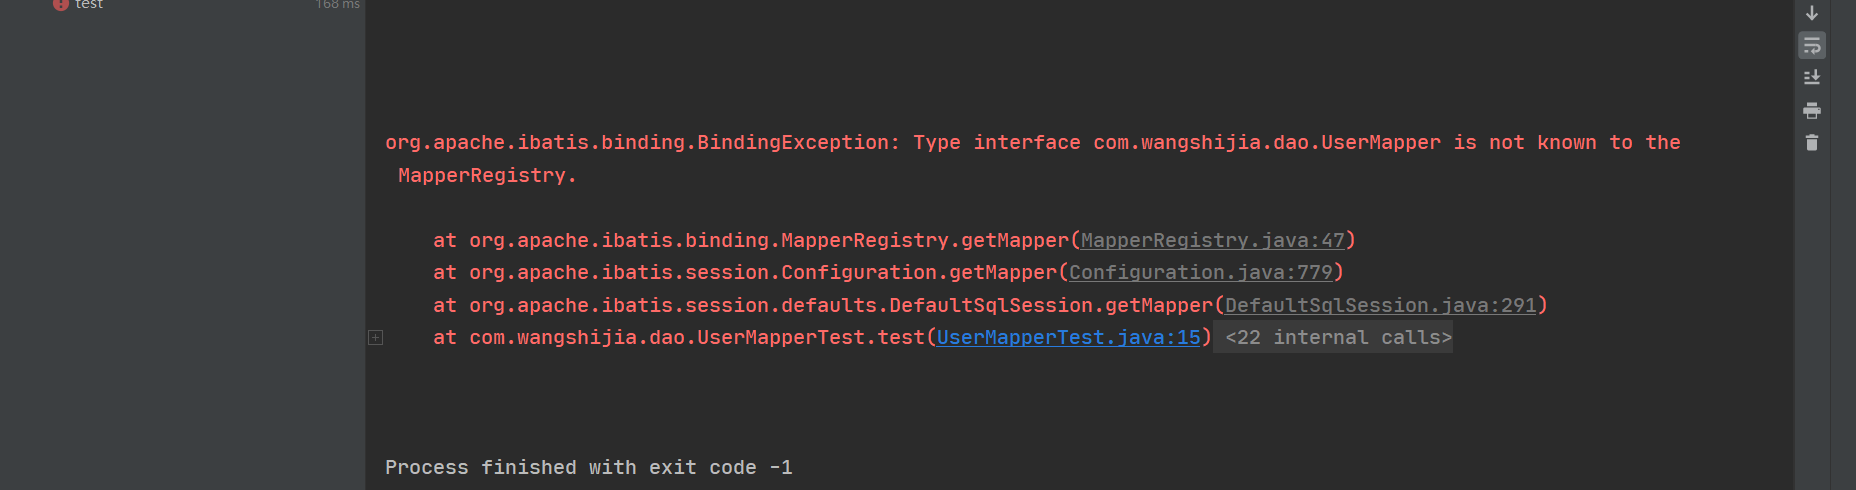 test 168 ms
org.apache.ibatis.binding.BindingException: Type interface com.wangshijia.dao.UserMapper is not known to the
MapperRegistry.
at org.apache.ibatis.binding.MapperRegistry.getMapper(MapperRegistry.java:47)
at org.apache.ibatis.session.Configuration.getMapper(Configuration.java:779)
at org.apache.ibatis.session.defaults.DefaultSqlSession.getMapper(DefaultSqlSession.java:291)
at com.wangshijia.dao.UserMapperTest.test(UserMapperTest.java:15) <22 internal calls>
Process finished with exit code -1